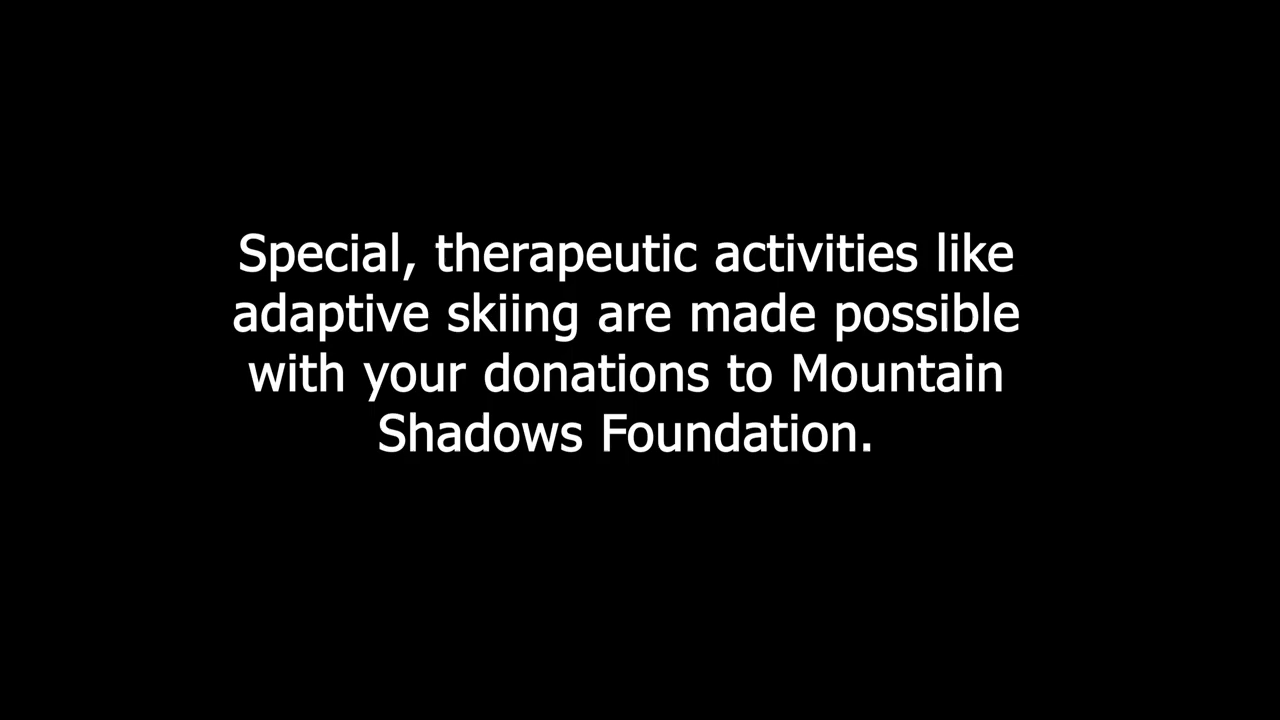 Special, therapeutic activities like
adaptive skiing are made possible
with your donations to Mountain
Shadows Foundation.